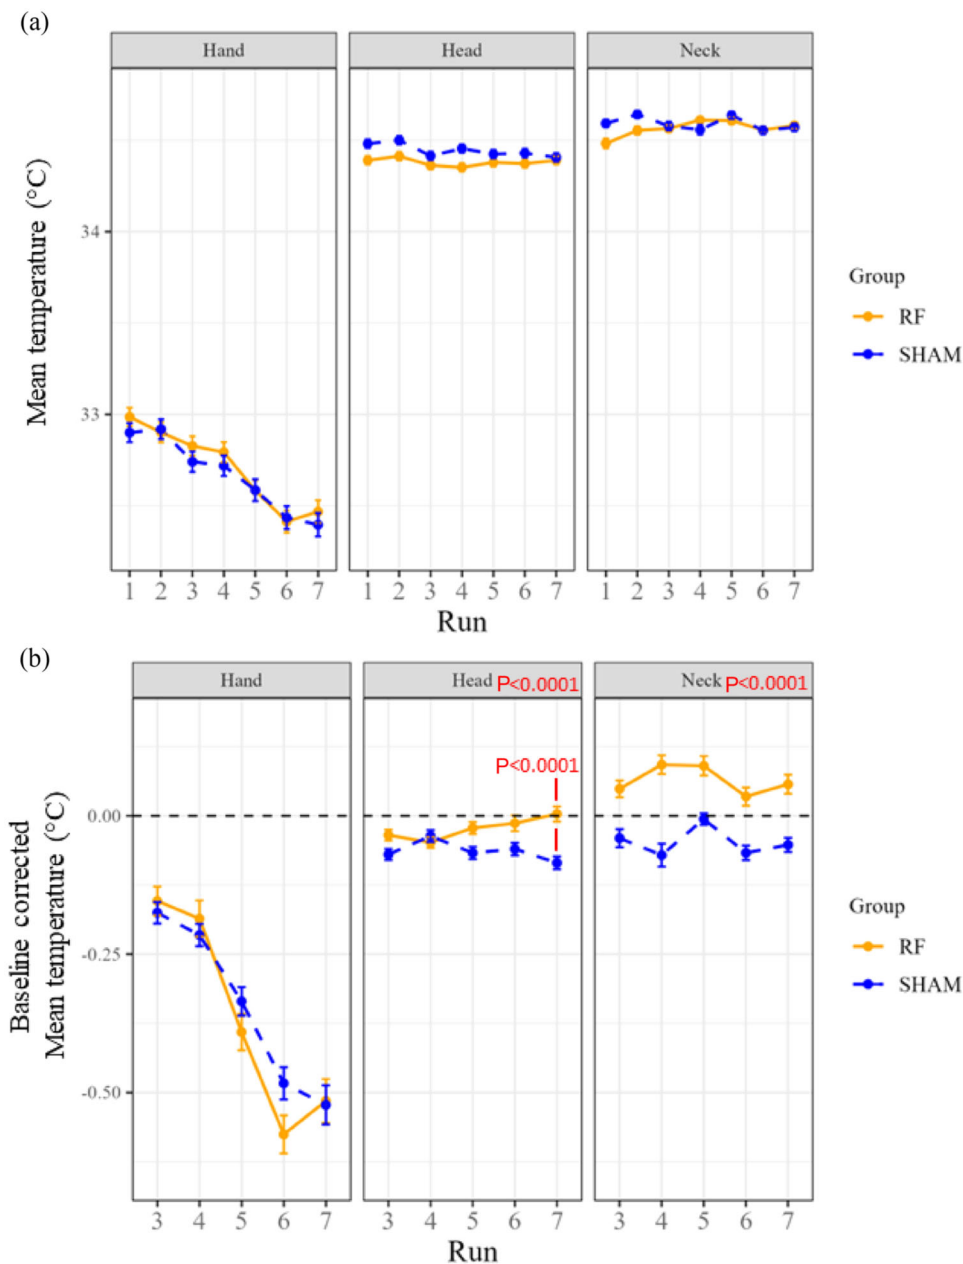 (a)
Hand Head Neck
Mean temperature (°C)
34
33
1 2 3 4 5 6 7 1 2 3 4 5 6 7 1 2 3 4 5 6 7
Run
Group
RF
SHAM
(b)
Hand Head P<0.0001 Neck P<0.0001
P<0.0001
Baseline corrected
Mean temperature (°C)
0.00
-0.25
-0.50
3 4 5 6 7 3 4 5 6 7 3 4 5 6 7
Run
Group
RF
SHAM